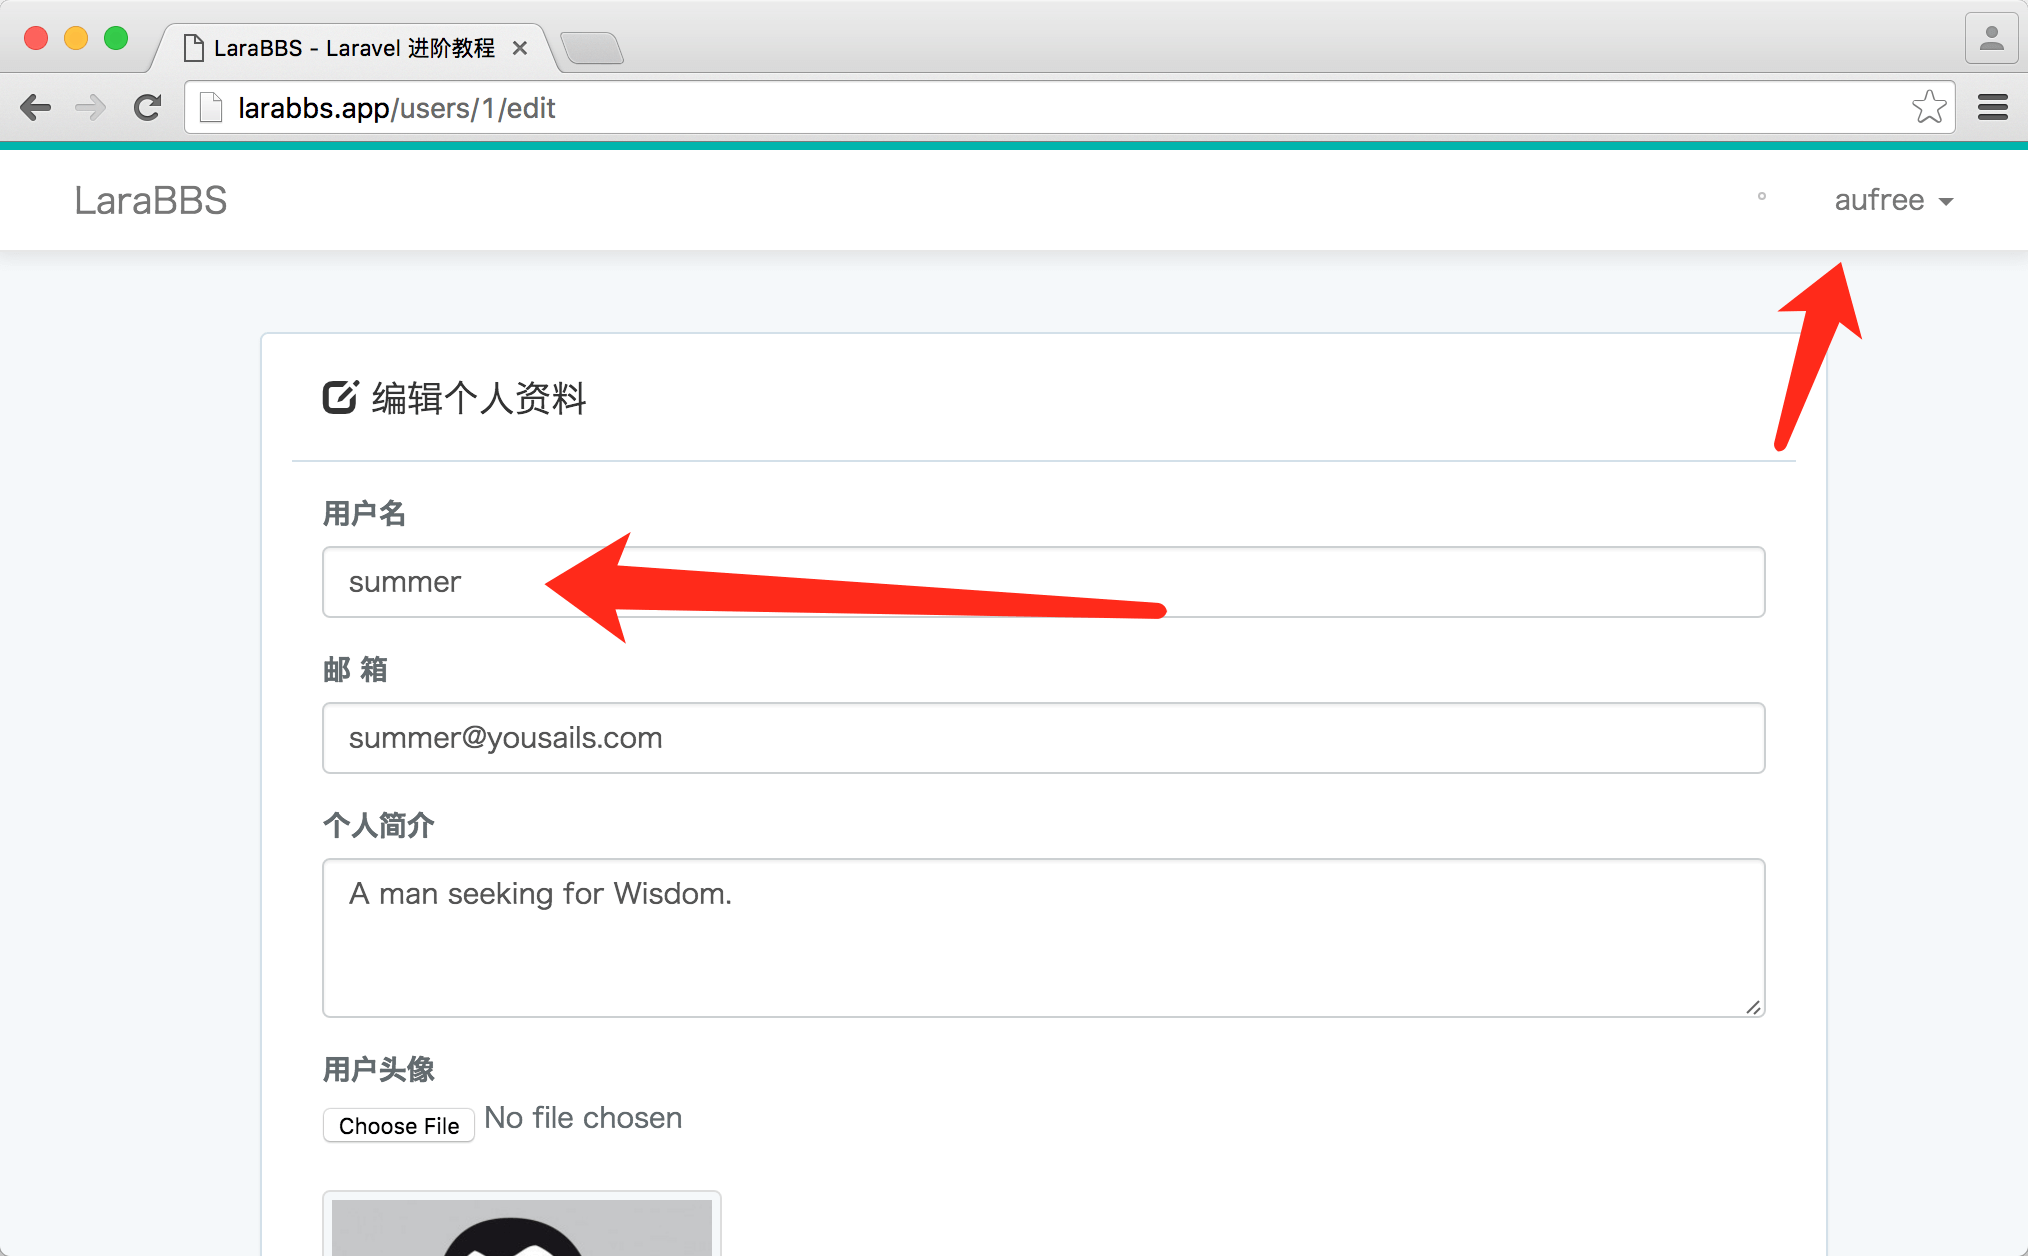 LaraBBS - Laravel 进阶教程
larabbs.app/users/1/edit
LaraBBS
aufree
编辑个人资料
用户名
summer
邮 箱
summer@yousails.com
个人简介
A man seeking for Wisdom.
用户头像
Choose File No file chosen